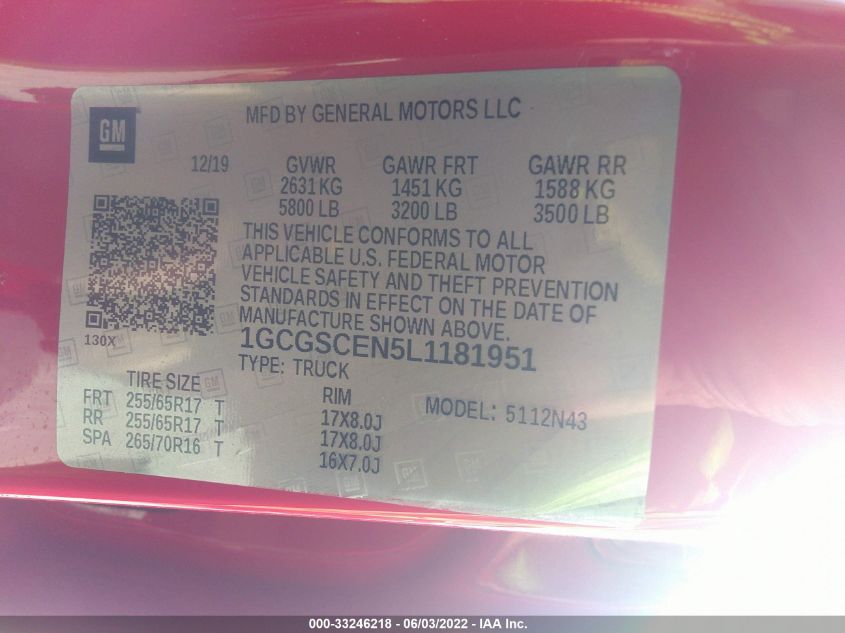 GM
MFD BY GENERAL MOTORS LLC
12/19 GVWR GAWR FRT GAWR RR
2631 KG 1451 KG 1588 KG
5800 LB 3200 LB 3500 LB
THIS VEHICLE CONFORMS TO ALL
APPLICABLE U.S. FEDERAL MOTOR
VEHICLE SAFETY AND THEFT PREVENTION
STANDARDS IN EFFECT ON THE DATE OF
MANUFACTURE SHOWN ABOVE.
130X
1GCGSCEN5L1181951
TYPE: TRUCK
TIRE SIZE RIM MODEL: 5112N43
FRT 255/65R17 T 17X8.0J
RR 255/65R17 T 17X8.0J
SPA 265/70R16 T 16X7.0J
000-33246218 - 06/03/2022 - IAA Inc.